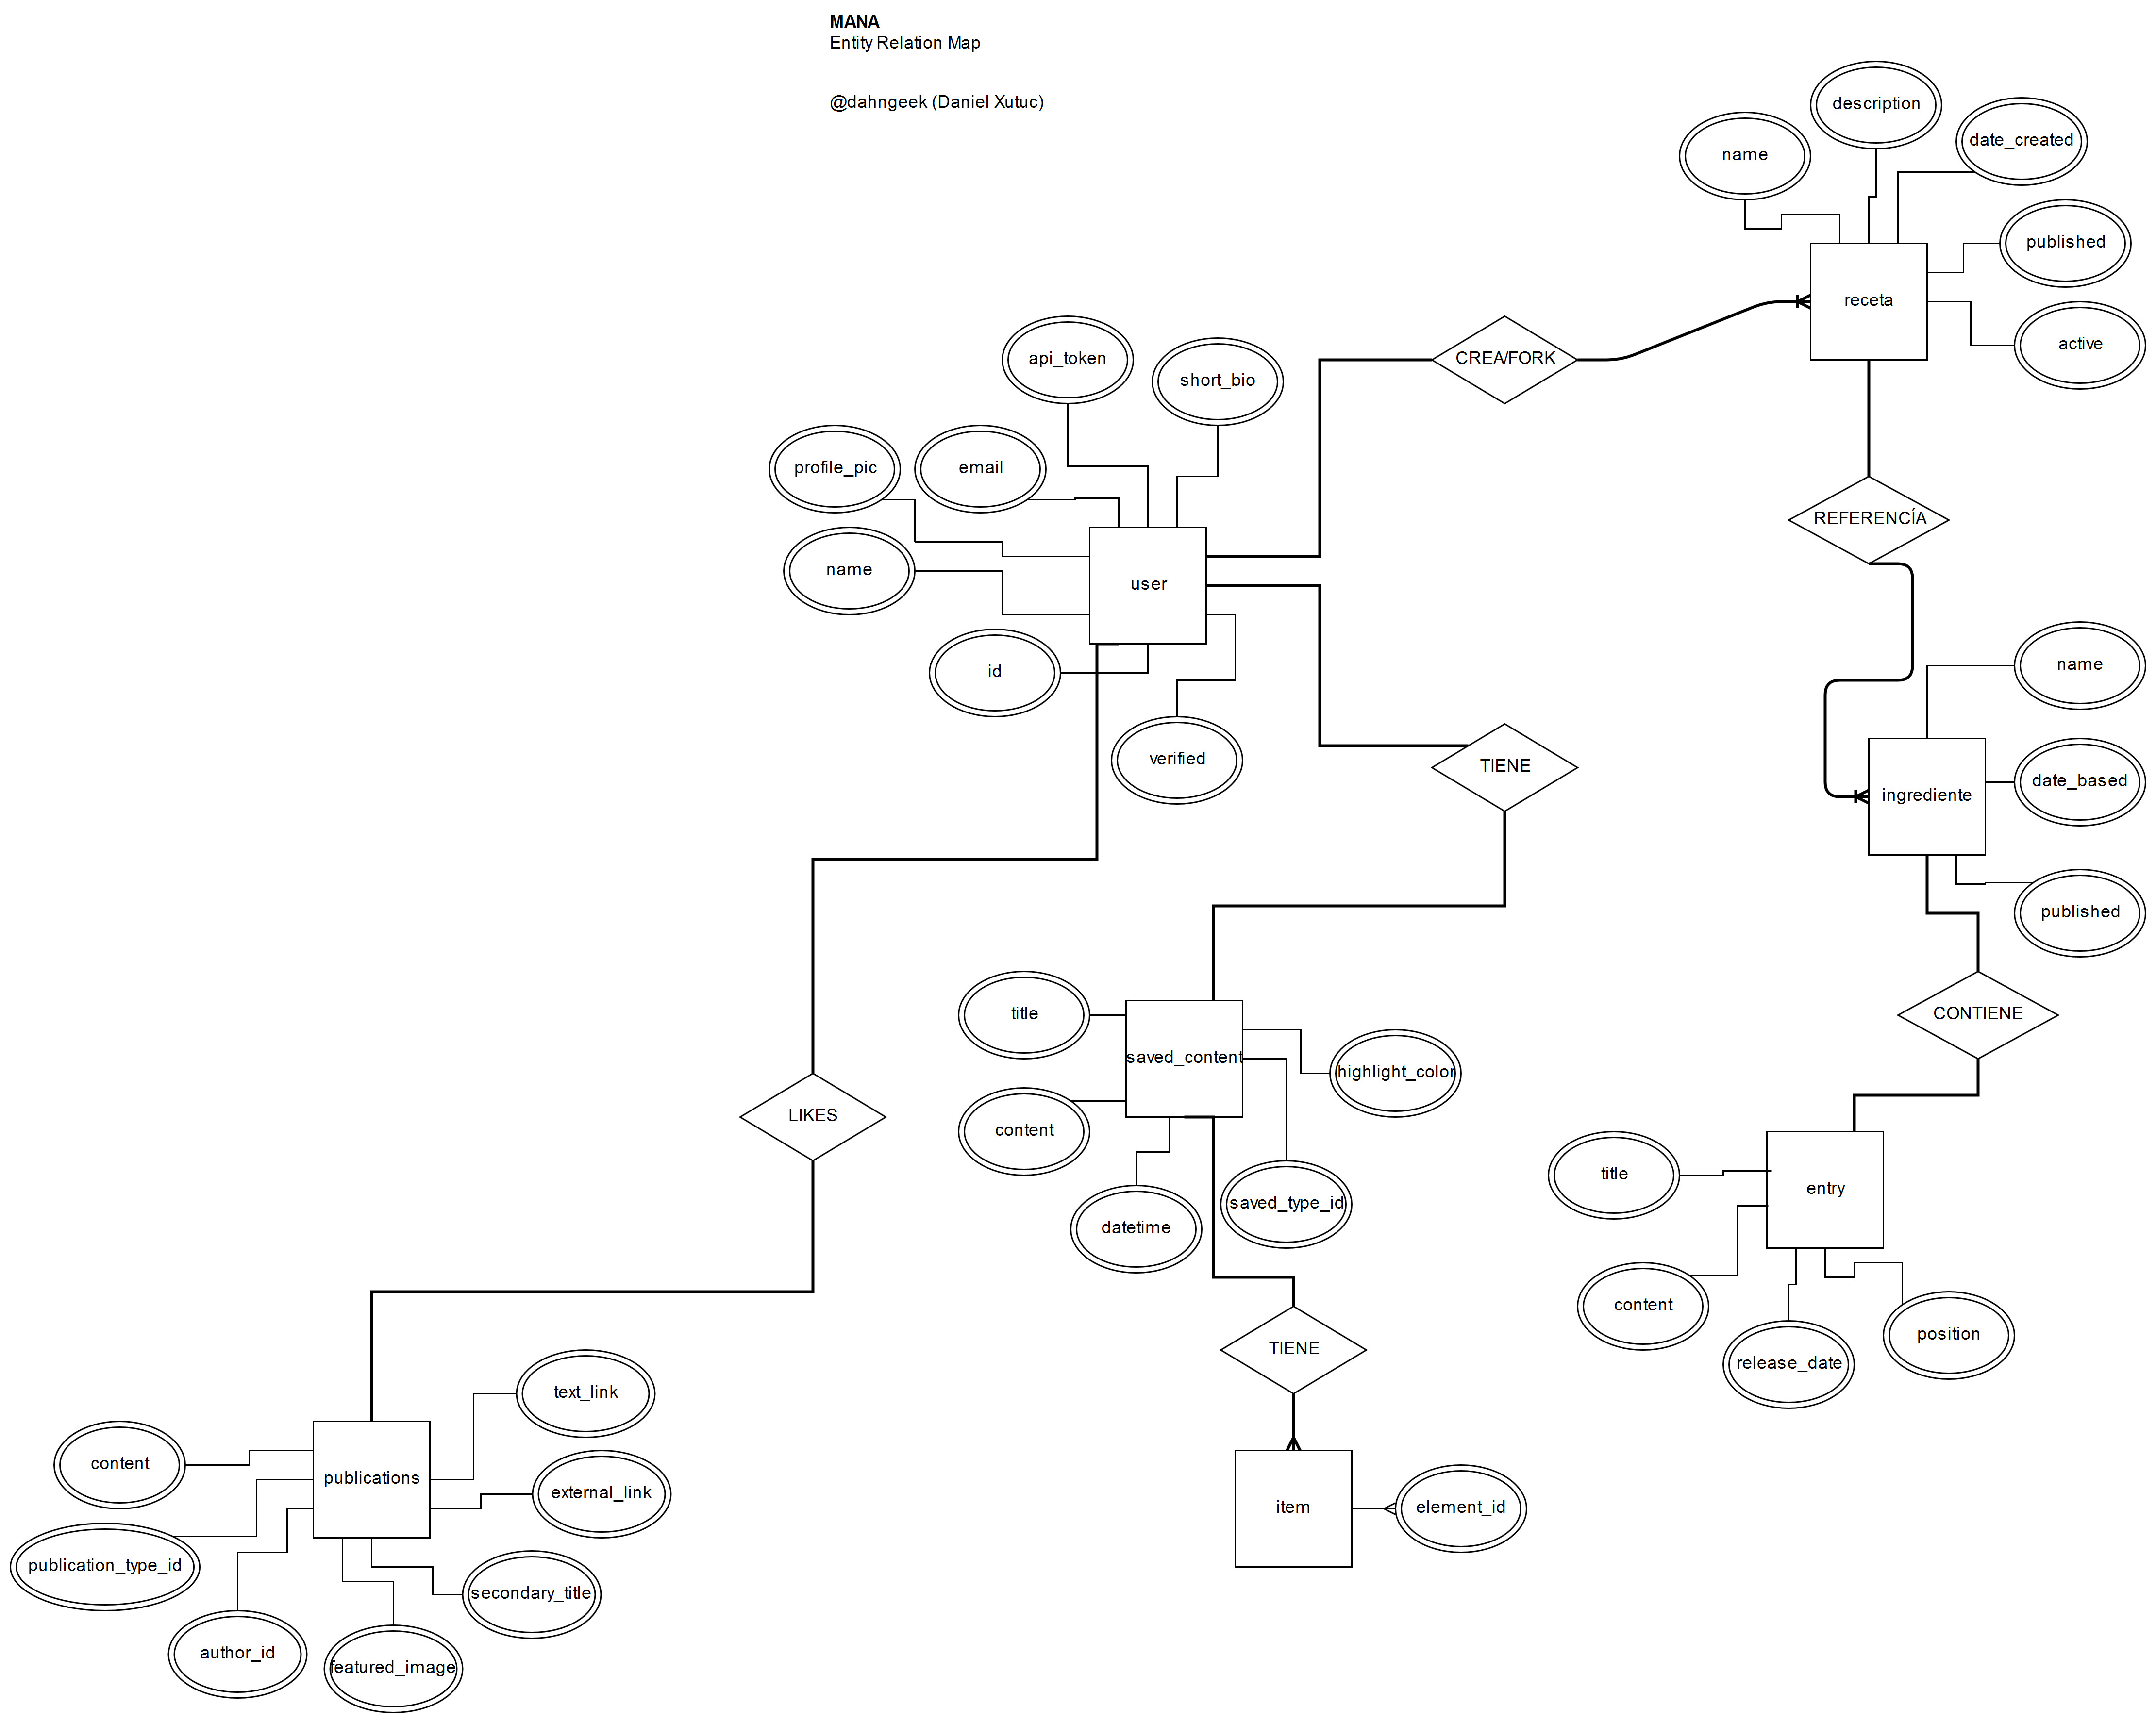 MANA
Entity Relation Map
@dahngeek (Daniel Xutuc)
description
date_created
name
published
receta
active
CREA/FORK
api_token
short_bio
profile_pic
email
REFERENCÍA
name
user
id
name
verified
TIENE
date_based
ingrediente
published
title
CONTIENE
saved_content
highlight_color
LIKES
content
title
entry
saved_type_id
datetime
content
position
TIENE
release_date
text_link
content
publications
external_link
item
element_id
publication_type_id
secondary_title
author_id
featured_image